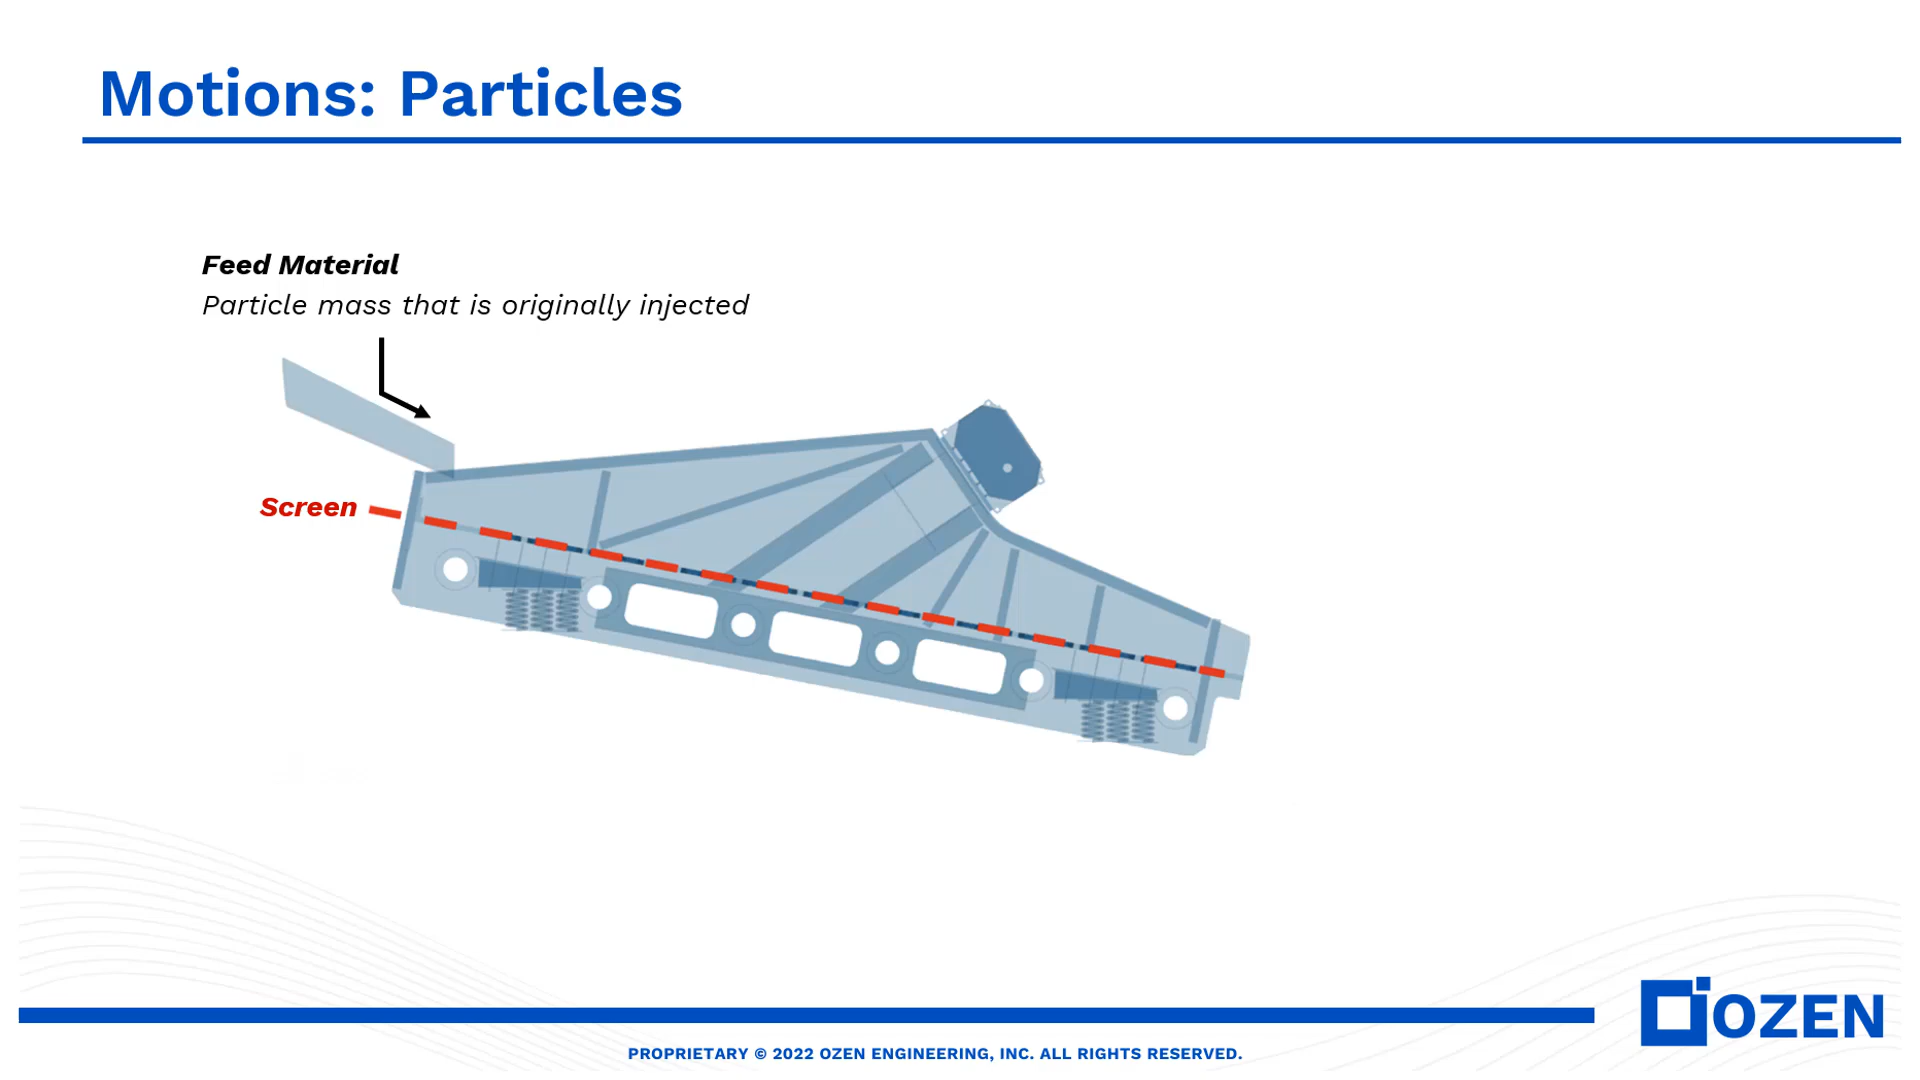 Motions: Particles
Feed Material
Particle mass that is originally injected
Screen
OZEN
PROPRIETARY © 2022 OZEN ENGINEERING, INC. ALL RIGHTS RESERVED.